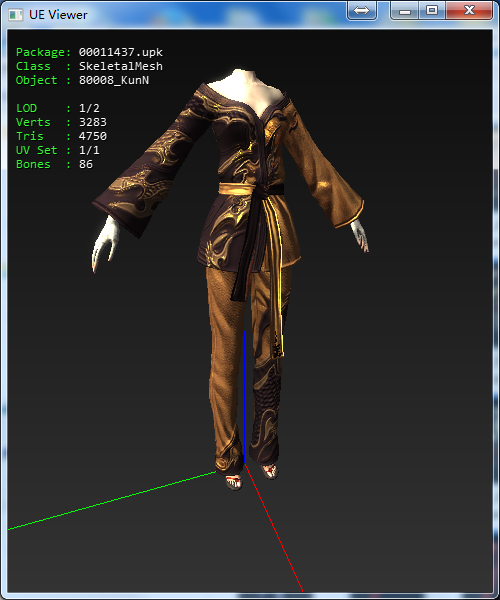 UE Viewer
Package: 00011437.upk
Class : SkeletalMesh
Object : 80008_KunN
LOD : 1/2
Verts : 3283
Tris : 4750
UV Set : 1/1
Bones : 86